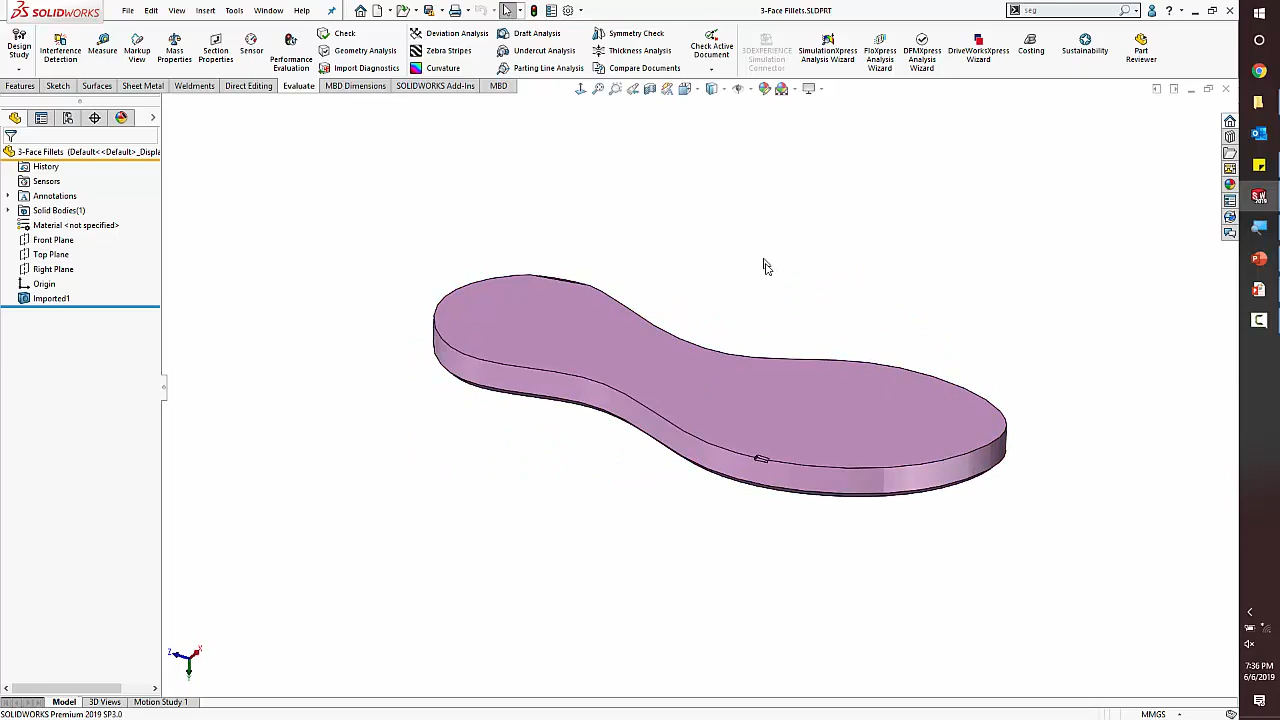 SOLIDWORKS File Edit View Insert Tools Window Help 3-Face Fillets.SLDPRT seg
Design Study
Interference Detection
Measure
Markup View
Mass Properties
Section Properties
Sensor
Performance Evaluation
Check
Geometry Analysis
Import Diagnostics
Deviation Analysis
Zebra Stripes
Curvature
Draft Analysis
Undercut Analysis
Parting Line Analysis
Symmetry Check
Thickness Analysis
Compare Documents
Check Active Document
3DEXPERIENCE Simulation Connector
SimulationXpress Analysis Wizard
FloXpress Analysis Wizard
DFMXpress Analysis Wizard
DriveWorksXpress Wizard
Costing
Sustainability
Part Reviewer
Features Sketch Surfaces Sheet Metal Weldments Direct Editing Evaluate MBD Dimensions SOLIDWORKS Add-Ins MBD
3-Face Fillets (Default<<Default>_Displa
History
Sensors
Annotations
Solid Bodies(1)
Material <not specified>
Front Plane
Top Plane
Right Plane
Origin
Imported1
Z X
Model 3D Views Motion Study 1
SOLIDWORKS Premium 2019 SP3.0 MMGS
7:36 PM
6/6/2019